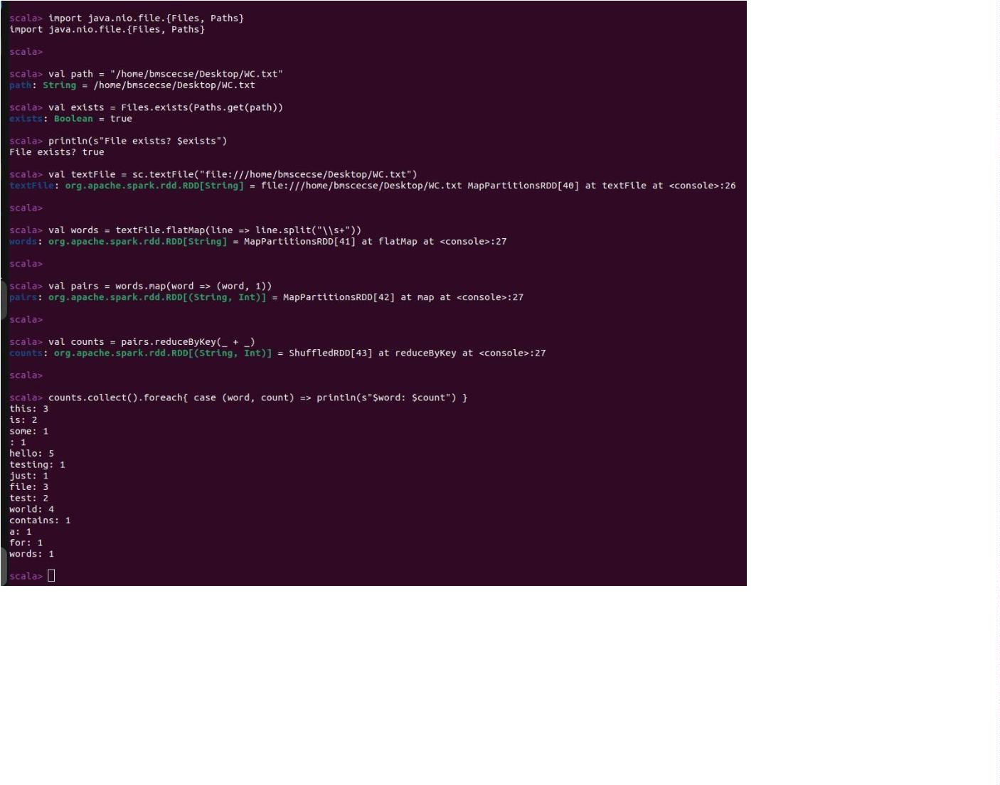 scala> import java.nio.file.{Files, Paths}
import java.nio.file.{Files, Paths}
scala>
scala> val path = "/home/bmscecse/Desktop/WC.txt"
path: String = /home/bmscecse/Desktop/WC.txt
scala> val exists = Files.exists(Paths.get(path))
exists: Boolean = true
scala> println(s"File exists? $exists")
File exists? true
scala> val textFile = sc.textFile("file:///home/bmscecse/Desktop/WC.txt")
textFile: org.apache.spark.rdd.RDD[String] = file:///home/bmscecse/Desktop/WC.txt MapPartitionsRDD[40] at textFile at <console>:26
scala>
scala> val words = textFile.flatMap(line => line.split("\\s+"))
words: org.apache.spark.rdd.RDD[String] = MapPartitionsRDD[41] at flatMap at <console>:27
scala>
scala> val pairs = words.map(word => (word, 1))
pairs: org.apache.spark.rdd.RDD[(String, Int)] = MapPartitionsRDD[42] at map at <console>:27
scala>
scala> val counts = pairs.reduceByKey(_ + _)
counts: org.apache.spark.rdd.RDD[(String, Int)] = ShuffledRDD[43] at reduceByKey at <console>:27
scala>
scala> counts.collect().foreach{ case (word, count) => println(s"$word: $count") }
this: 3
is: 2
some: 1
: 1
hello: 5
testing: 1
just: 1
file: 3
test: 2
world: 4
contains: 1
a: 1
for: 1
words: 1
scala>